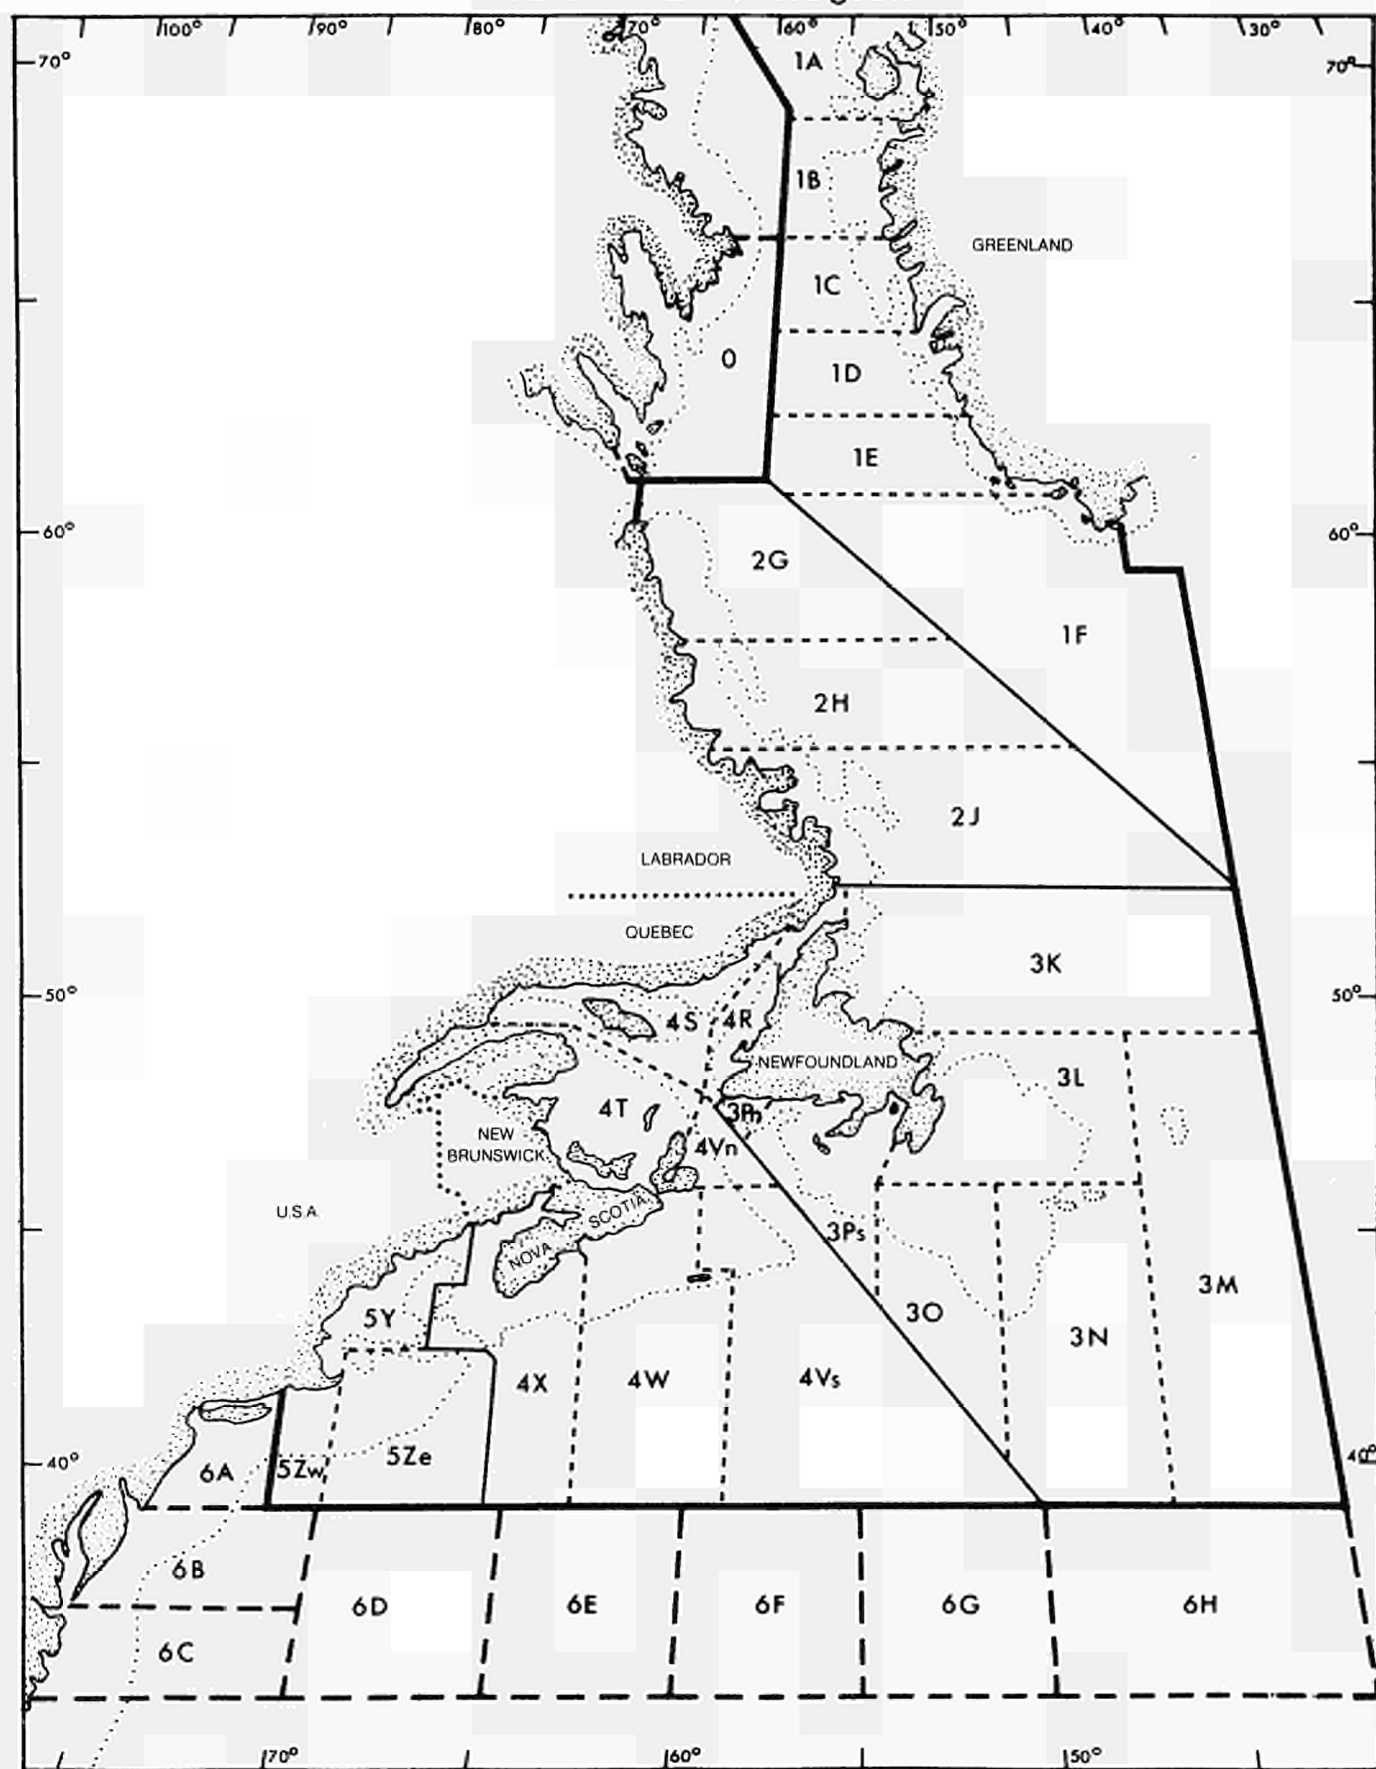 100° 90° 80° 70° 60° 50° 40° 30°
70° 1A 70°
1B
GREENLAND
1C
0 1D
1E
60° 60°
2G
1F
2H
2J
LABRADOR
QUEBEC
3K
50° 50°
4S 4R
NEWFOUNDLAND
3L
4T 3Pn
NEW
BRUNSWICK
4Vn
U.S.A.
NOVA SCOTIA
3Ps
3M
5Y 3O
3N
4X 4W 4Vs
40° 6A 5Zw 5Ze 40°
6B
6D 6E 6F 6G 6H
6C
70° 60° 50°